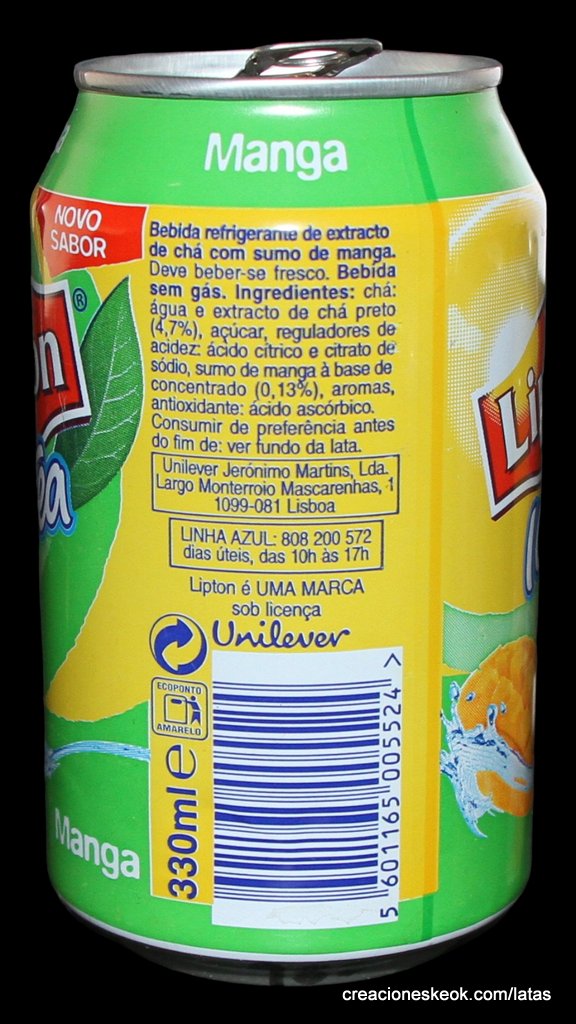 Manga
NOVO
SABOR
Bebida refrigerante de extracto
de chá com sumo de manga.
Deve beber-se fresco. Bebida
sem gás. Ingredientes: chá:
água e extracto de chá preto
(4,7%), açúcar, reguladores de
acidez: ácido cítrico e citrato de
sódio, sumo de manga à base de
concentrado (0,13%), aromas,
antioxidante: ácido ascórbico.
Consumir de preferência antes
do fim de: ver fundo da lata.
Unilever Jerónimo Martins, Lda.
Largo Monterroio Mascarenhas, 1
1099-081 Lisboa
LINHA AZUL: 808 200 572
dias úteis, das 10h às 17h
Lipton é UMA MARCA
sob licença
Unilever
ECOPONTO
AMARELO
330ml e
5 601165 005524 >
on ®
ea
Manga
Li
creacioneskeok.com/latas